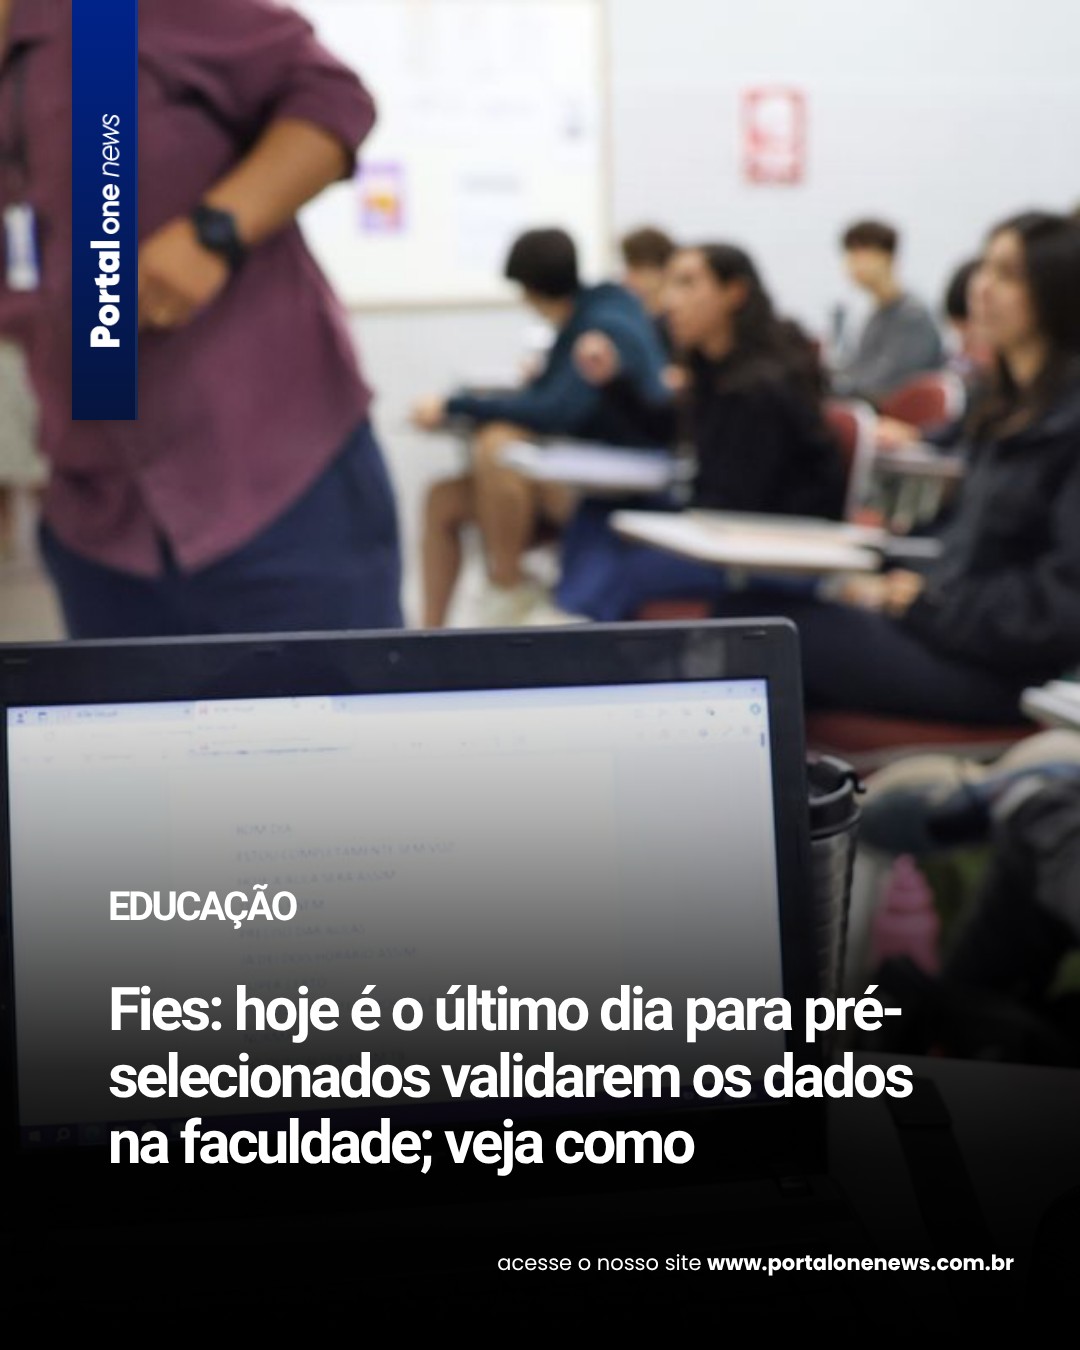 Portal one news
EDUCAÇÃO
Fies: hoje é o último dia para pré-
selecionados validarem os dados
na faculdade; veja como
acesse o nosso site www.portalonenews.com.br